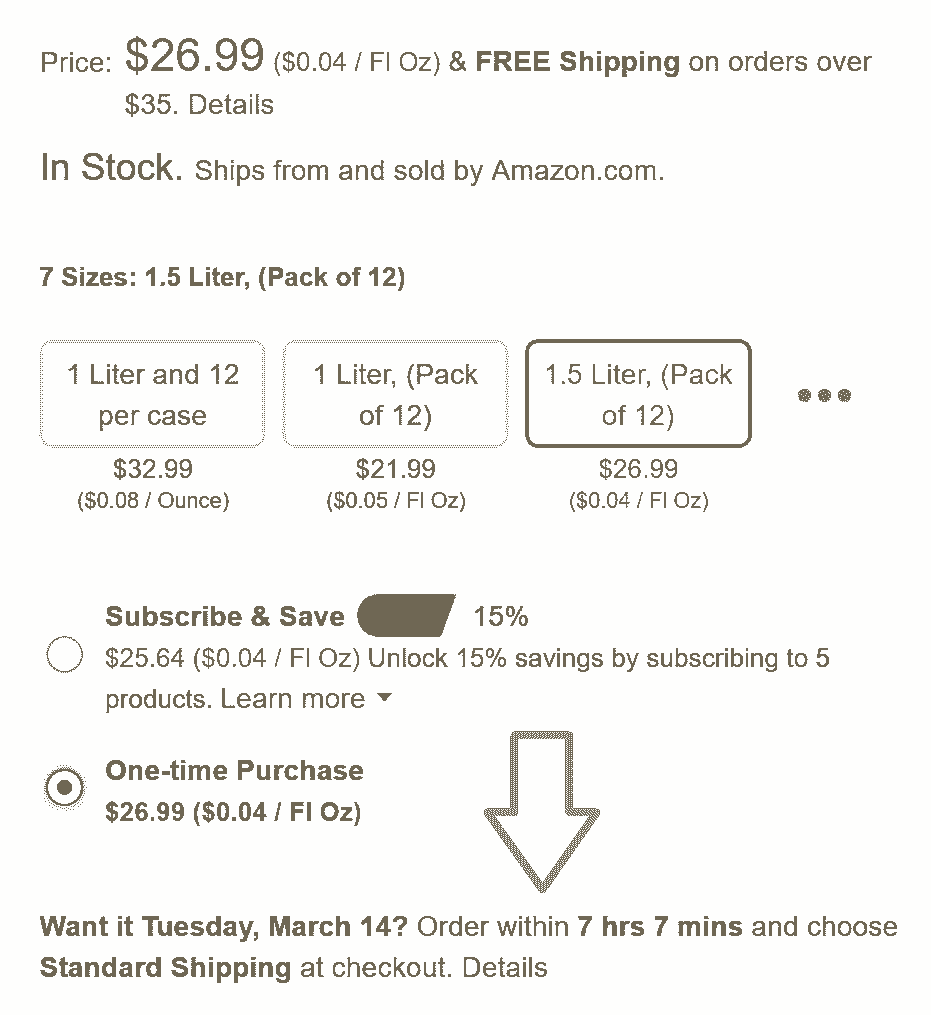 Price: $26.99 ($0.04 / Fl Oz) & FREE Shipping on orders over
$35. Details
In Stock. Ships from and sold by Amazon.com.
7 Sizes: 1.5 Liter, (Pack of 12)
1 Liter and 12
per case
$32.99
($0.08 / Ounce)
1 Liter, (Pack
of 12)
$21.99
($0.05 / Fl Oz)
1.5 Liter, (Pack
of 12)
$26.99
($0.04 / Fl Oz)
Subscribe & Save 15%
$25.64 ($0.04 / Fl Oz) Unlock 15% savings by subscribing to 5
products. Learn more
One-time Purchase
$26.99 ($0.04 / Fl Oz)
Want it Tuesday, March 14? Order within 7 hrs 7 mins and choose
Standard Shipping at checkout. Details